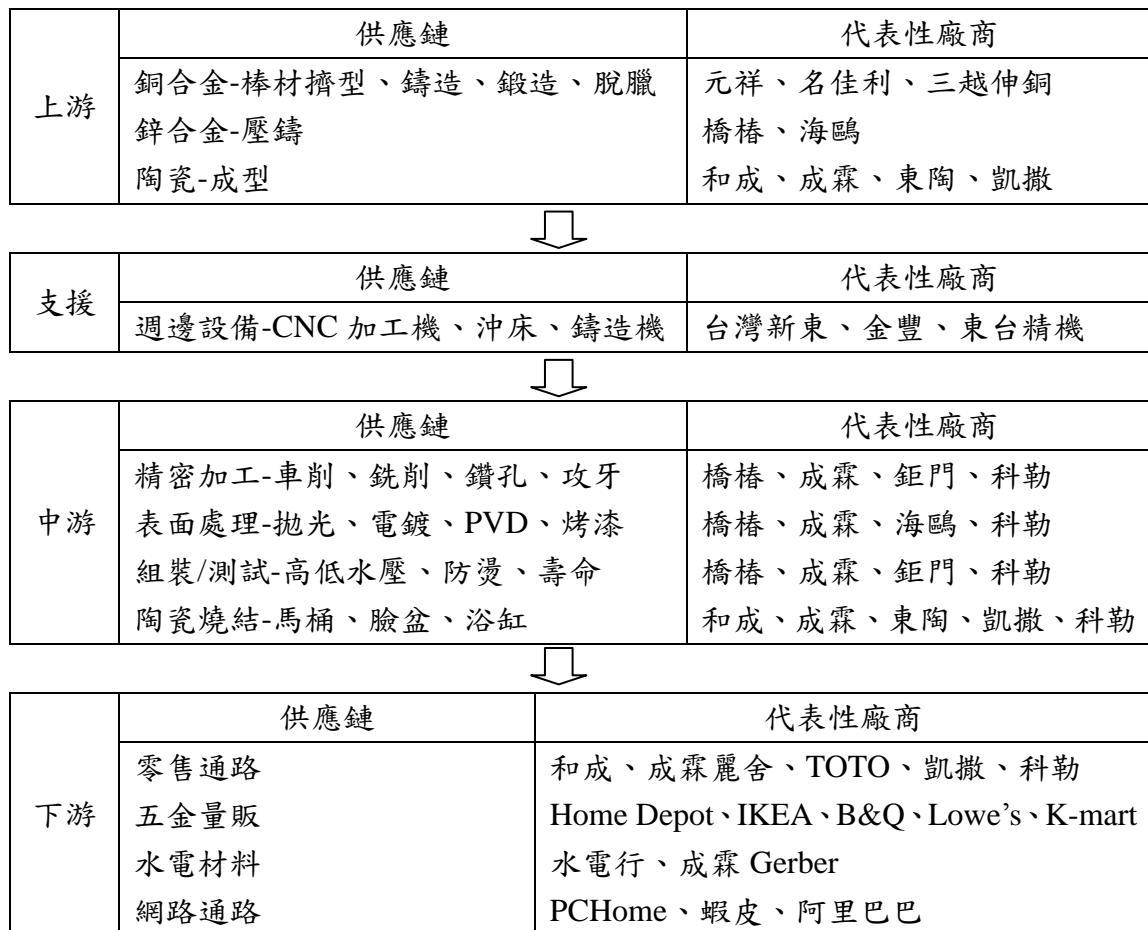 供應鏈 代表性廠商
上游
銅合金-棒材擠型、鑄造、鍛造、脫臘 元祥、名佳利、三越伸銅
鋅合金-壓鑄 橋椿、海鷗
陶瓷-成型 和成、成霖、東陶、凱撒
供應鏈 代表性廠商
支援
週邊設備-CNC 加工機、沖床、鑄造機 台灣新東、金豐、東台精機
供應鏈 代表性廠商
中游
精密加工-車削、銑削、鑽孔、攻牙 橋椿、成霖、鉅門、科勒
表面處理-拋光、電鍍、PVD、烤漆 橋椿、成霖、海鷗、科勒
組裝/測試-高低水壓、防燙、壽命 橋椿、成霖、鉅門、科勒
陶瓷燒結-馬桶、臉盆、浴缸 和成、成霖、東陶、凱撒、科勒
供應鏈 代表性廠商
下游
零售通路 和成、成霖麗舍、TOTO、凱撒、科勒
五金量販 Home Depot、IKEA、B&Q、Lowe’s、K-mart
水電材料 水電行、成霖 Gerber
網路通路 PCHome、蝦皮、阿里巴巴